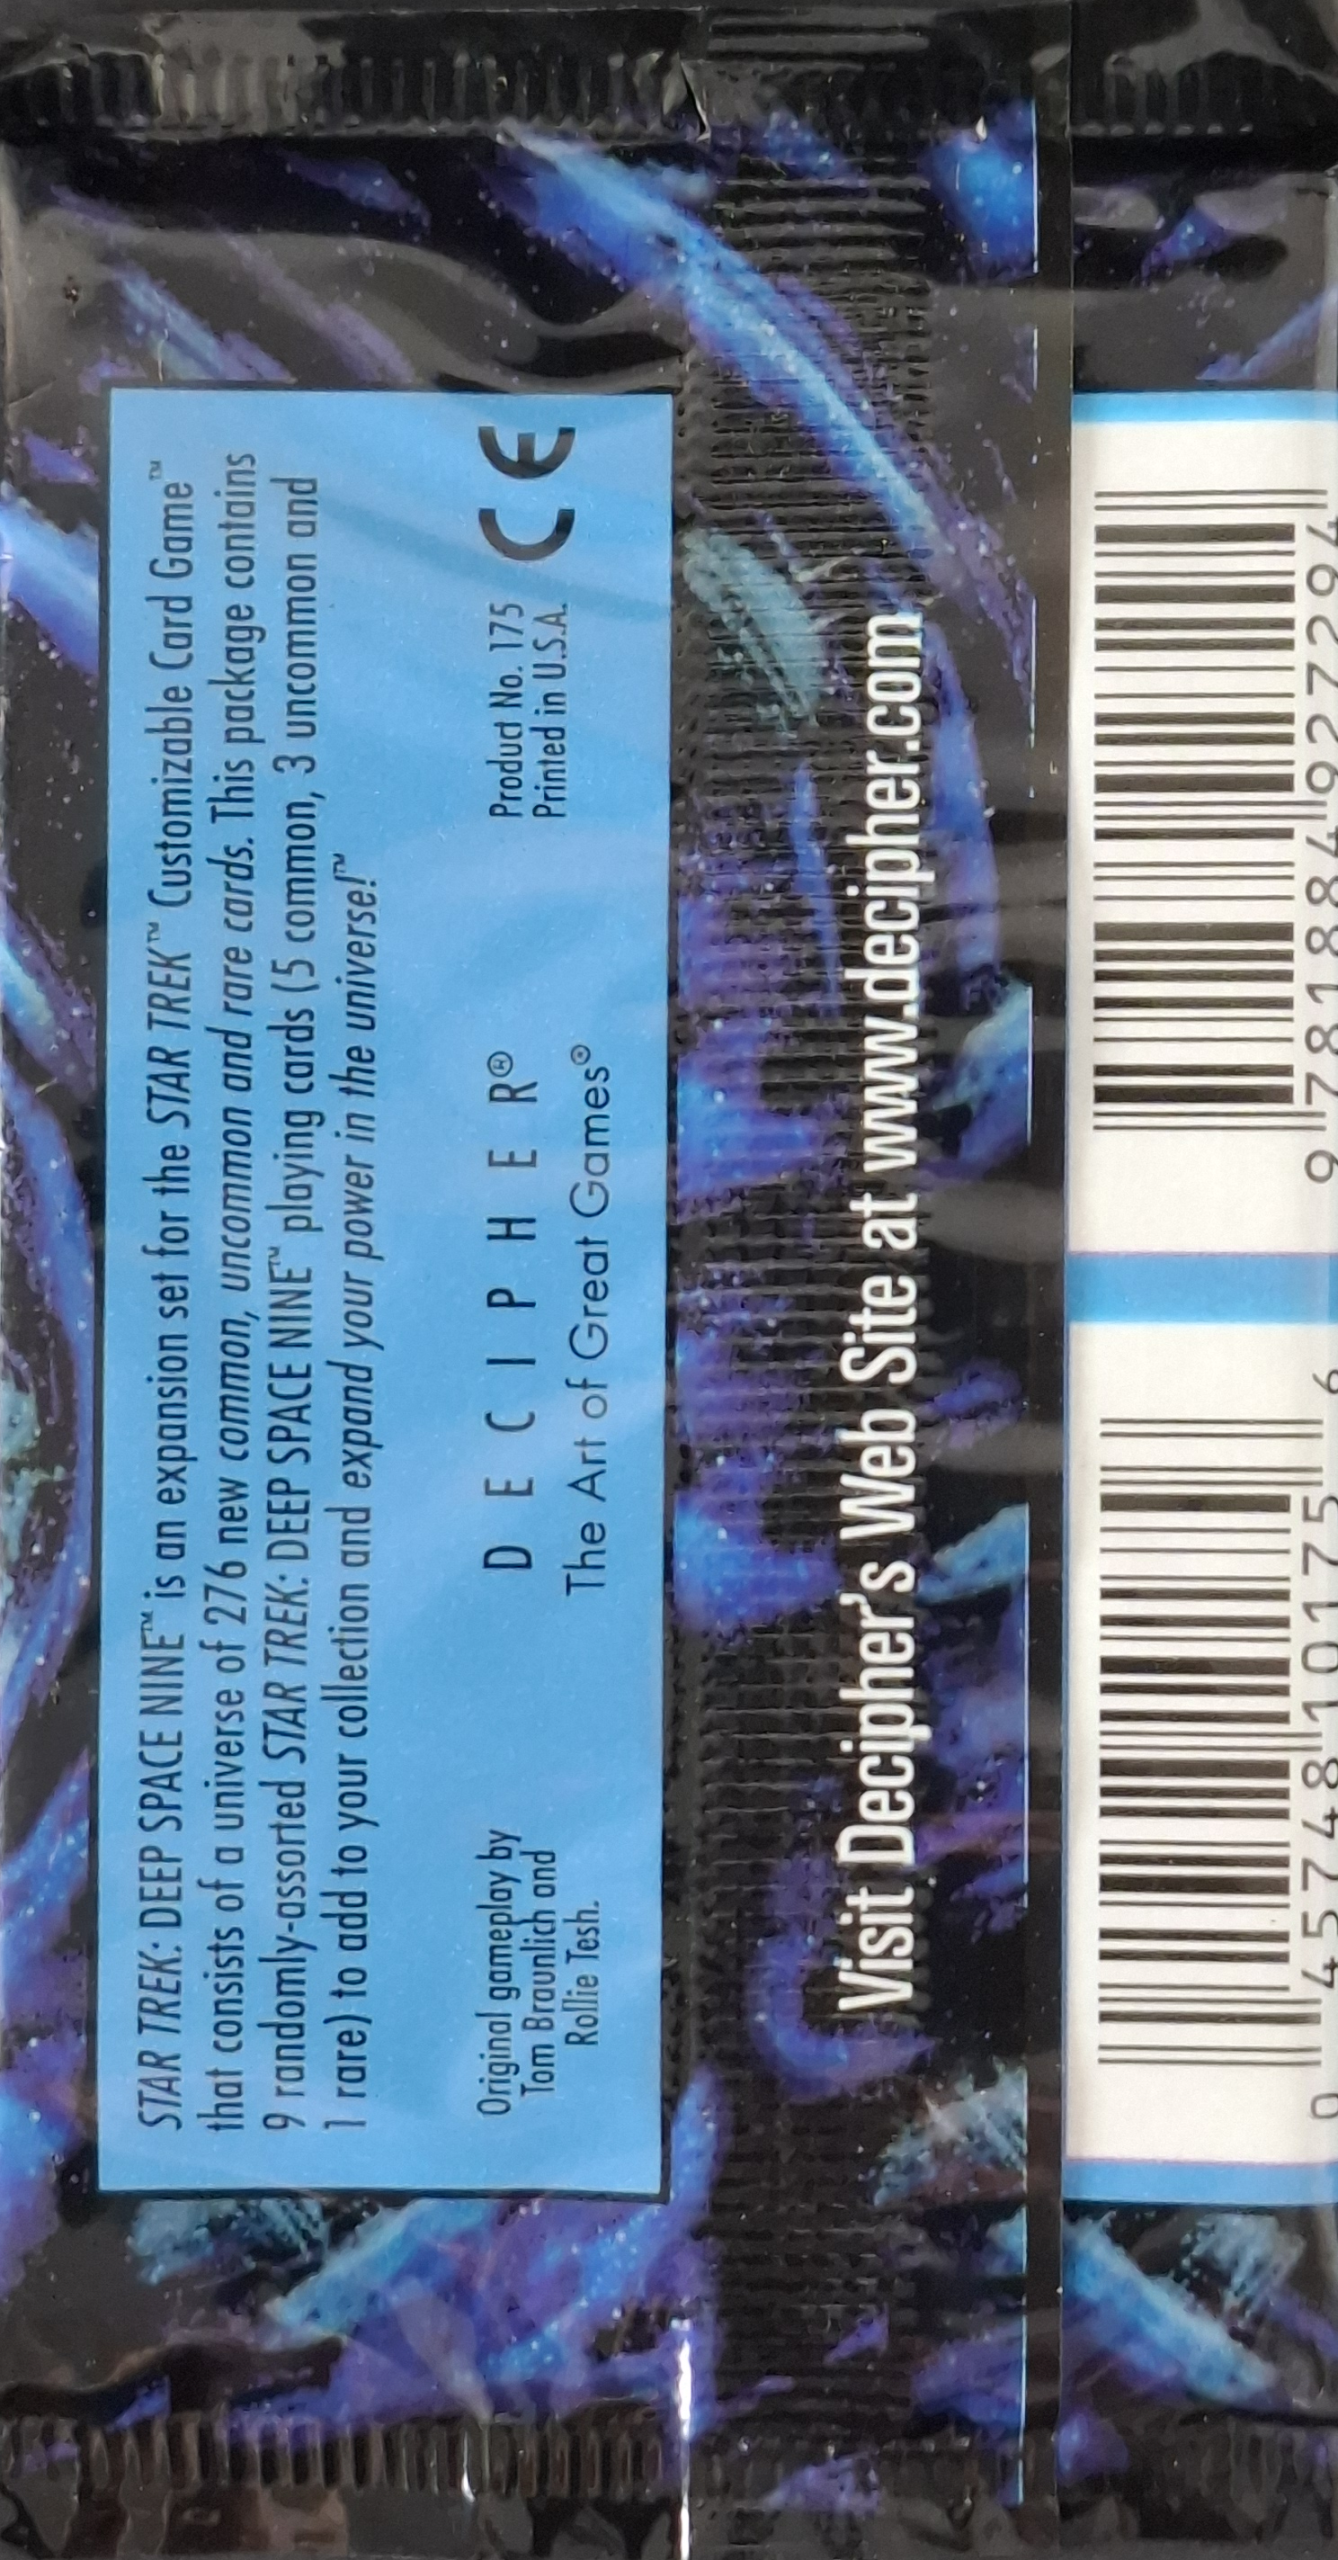 STAR TREK: DEEP SPACE NINE™ is an expansion set for the STAR TREK™ Customizable Card Game™
that consists of a universe of 276 new common, uncommon and rare cards. This package contains
9 randomly-assorted STAR TREK: DEEP SPACE NINE™ playing cards (5 common, 3 uncommon and
1 rare) to add to your collection and expand your power in the universe!™
Original gameplay by
Tom Braunlich and
Rollie Tesh.
DECIPHER®
The Art of Great Games®
Product No. 175
Printed in U.S.A.
CE
Visit Decipher's Web Site at www.decipher.com
0 45748 10175 6
9 781884 927294